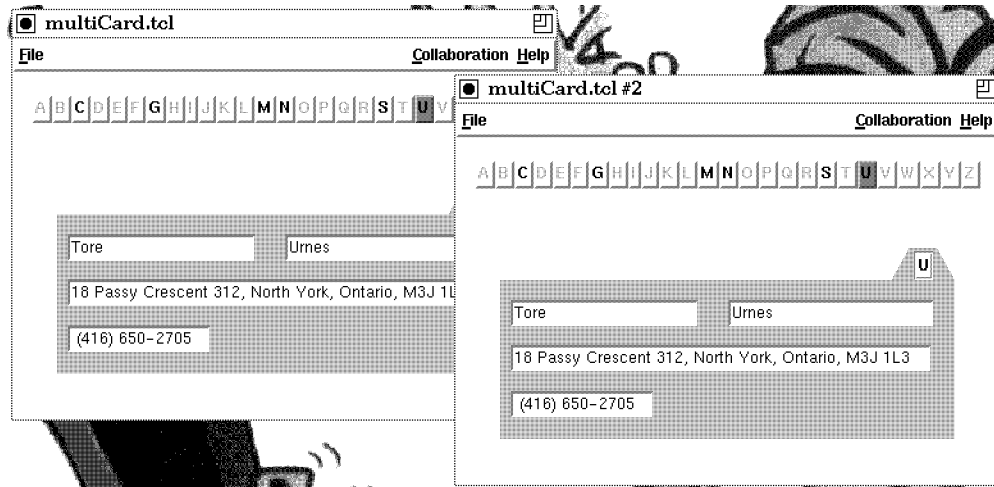 multiCard.tcl
File Collaboration Help
A B C D E F G H I J K L M N O P Q R S T U V
Tore Urnes
18 Passy Crescent 312, North York, Ontario, M3J 1L
(416) 650-2705
multiCard.tcl #2
File Collaboration Help
A B C D E F G H I J K L M N O P Q R S T U V W X Y Z
U
Tore Urnes
18 Passy Crescent 312, North York, Ontario, M3J 1L3
(416) 650-2705